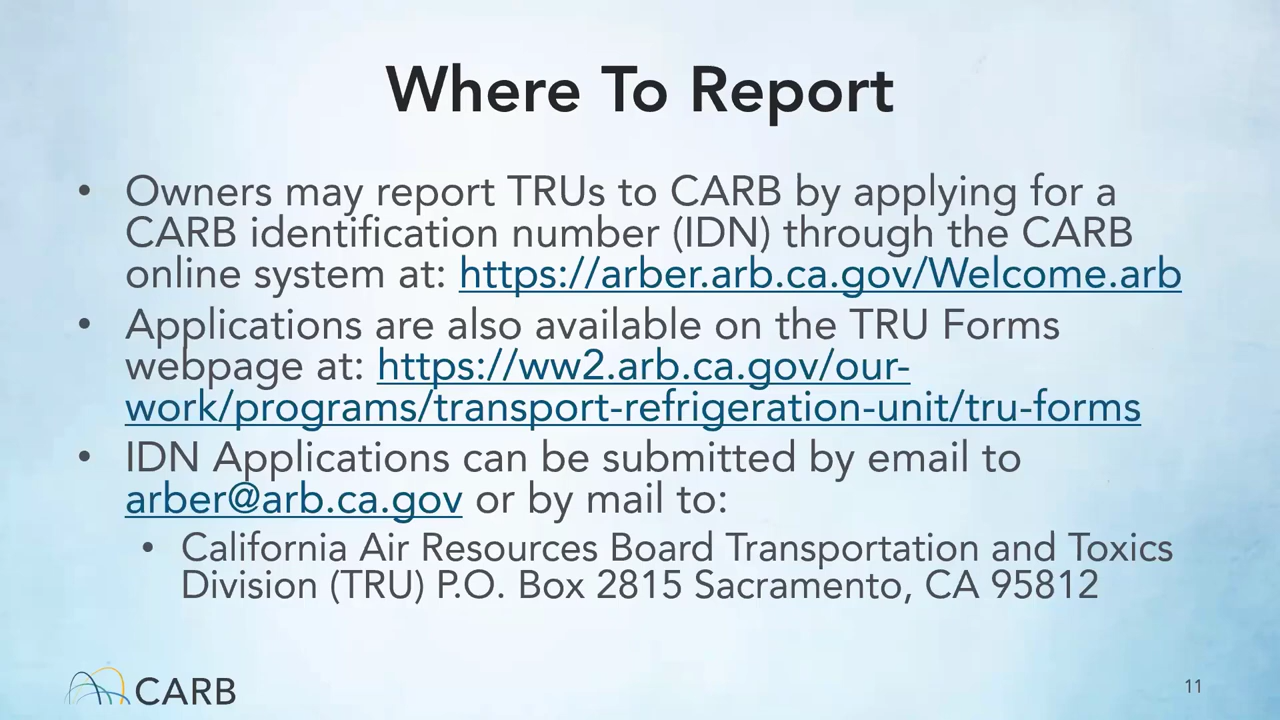 Where To Report
• Owners may report TRUs to CARB by applying for a
CARB identification number (IDN) through the CARB
online system at: https://arber.arb.ca.gov/Welcome.arb
• Applications are also available on the TRU Forms
webpage at: https://ww2.arb.ca.gov/our-
work/programs/transport-refrigeration-unit/tru-forms
• IDN Applications can be submitted by email to
arber@arb.ca.gov or by mail to:
• California Air Resources Board Transportation and Toxics
Division (TRU) P.O. Box 2815 Sacramento, CA 95812
CARB
11